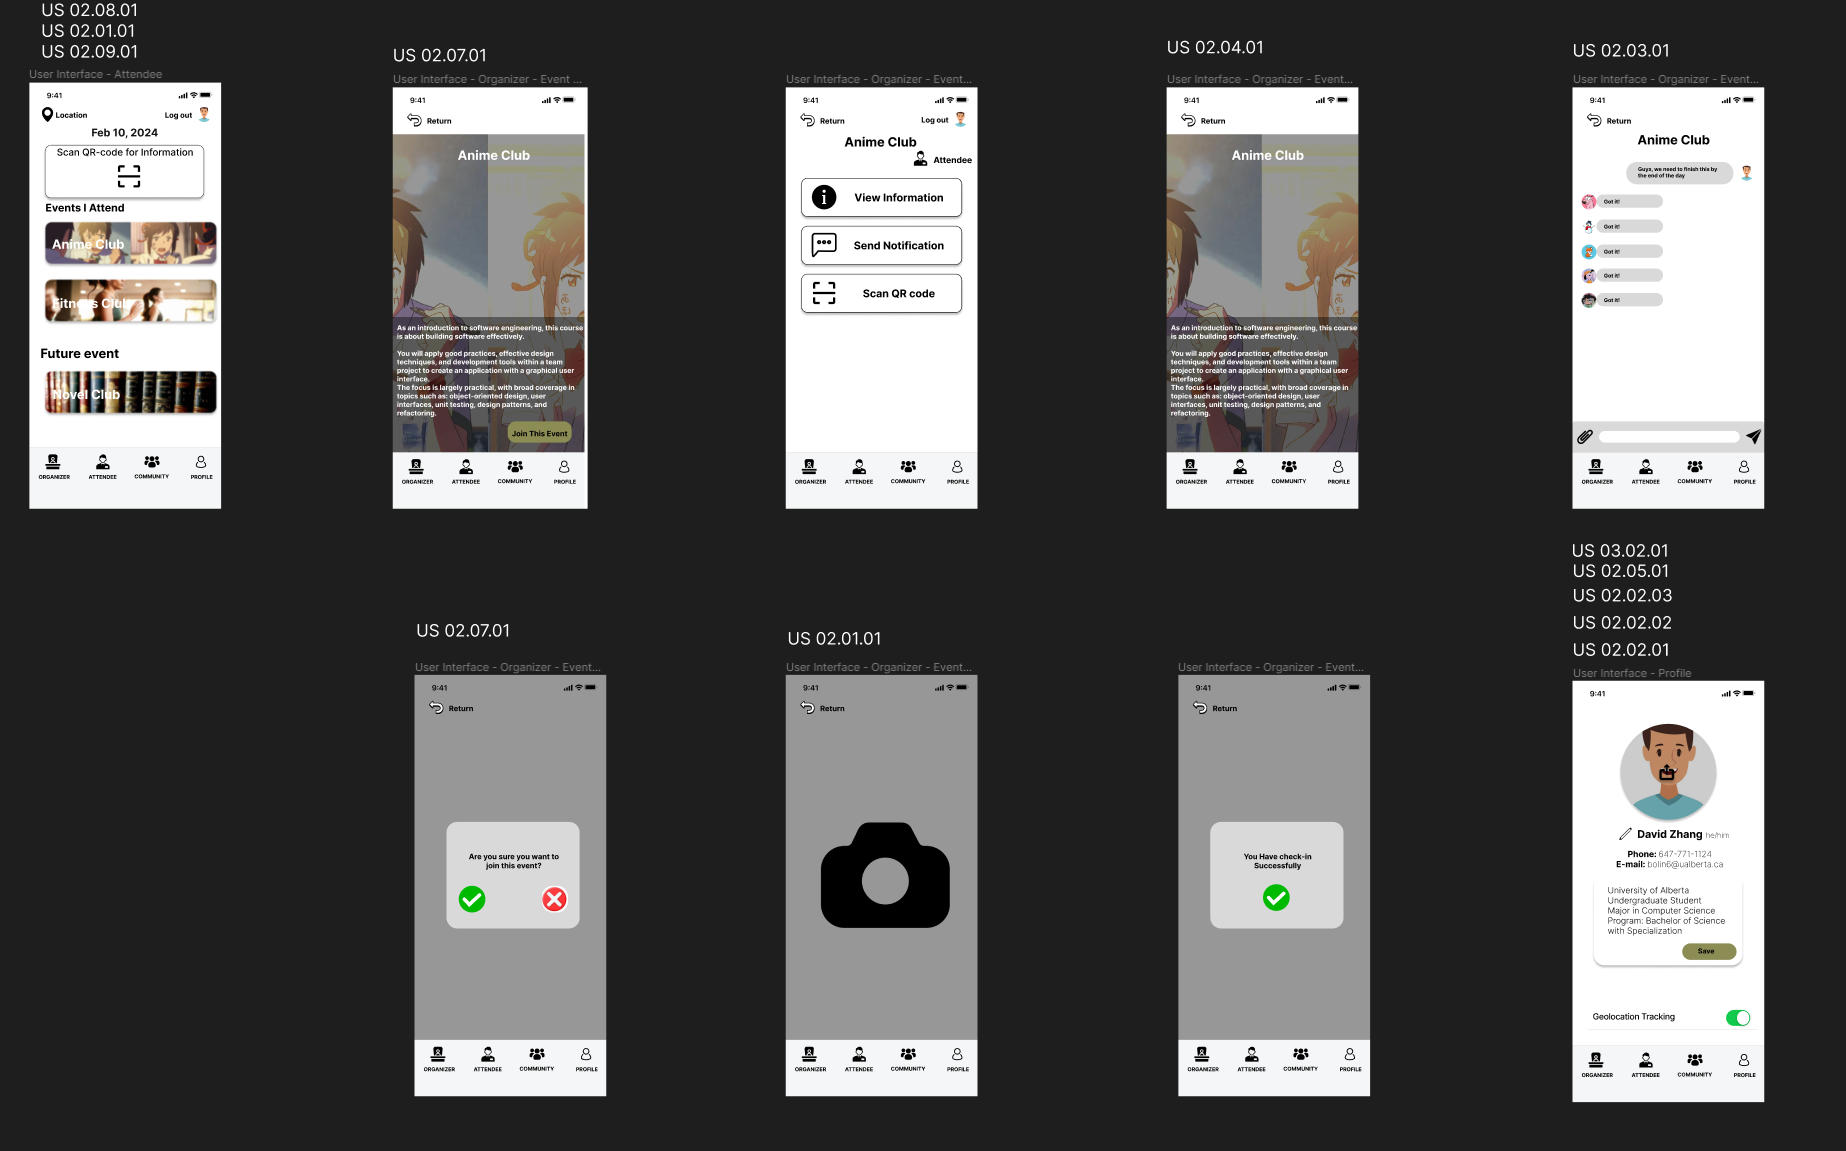 US 02.08.01
US 02.01.01
US 02.09.01
User Interface - Attendee
9:41
Location
Log out
Feb 10, 2024
Scan QR-code for Information
Events I Attend
Anime Club
Fitness Club
Future event
Novel Club
ORGANIZER
ATTENDEE
COMMUNITY
PROFILE
US 02.07.01
User Interface - Organizer - Event ...
9:41
Return
Anime Club
As an introduction to software engineering, this course
is about building software effectively.
You will apply good practices, effective design
techniques, and development tools within a team
project to create an application with a graphical user
interface.
The focus is largely practical, with broad coverage in
topics such as: object-oriented design, user
interfaces, unit testing, design patterns, and
refactoring.
Join This Event
ORGANIZER
ATTENDEE
COMMUNITY
PROFILE
User Interface - Organizer - Event...
9:41
Return
Log out
Anime Club
Attendee
View Information
Send Notification
Scan QR code
ORGANIZER
ATTENDEE
COMMUNITY
PROFILE
US 02.04.01
User Interface - Organizer - Event...
9:41
Return
Anime Club
As an introduction to software engineering, this course
is about building software effectively.
You will apply good practices, effective design
techniques, and development tools within a team
project to create an application with a graphical user
interface.
The focus is largely practical, with broad coverage in
topics such as: object-oriented design, user
interfaces, unit testing, design patterns, and
refactoring.
ORGANIZER
ATTENDEE
COMMUNITY
PROFILE
US 02.03.01
User Interface - Organizer - Event...
9:41
Return
Anime Club
Guys, we need to finish this by
the end of the day
Got it!
Got it!
Got it!
Got it!
Got it!
ORGANIZER
ATTENDEE
COMMUNITY
PROFILE
US 02.07.01
User Interface - Organizer - Event...
9:41
Return
Are you sure you want to
join this event?
ORGANIZER
ATTENDEE
COMMUNITY
PROFILE
US 02.01.01
User Interface - Organizer - Event...
9:41
Return
ORGANIZER
ATTENDEE
COMMUNITY
PROFILE
User Interface - Organizer - Event...
9:41
Return
You Have check-in
Successfully
ORGANIZER
ATTENDEE
COMMUNITY
PROFILE
US 03.02.01
US 02.05.01
US 02.02.03
US 02.02.02
US 02.02.01
User Interface - Profile
9:41
David Zhang he/him
Phone: 647-771-1124
E-mail: bolin6@ualberta.ca
University of Alberta
Undergraduate Student
Major in Computer Science
Program: Bachelor of Science
with Specialization
Save
Geolocation Tracking
ORGANIZER
ATTENDEE
COMMUNITY
PROFILE